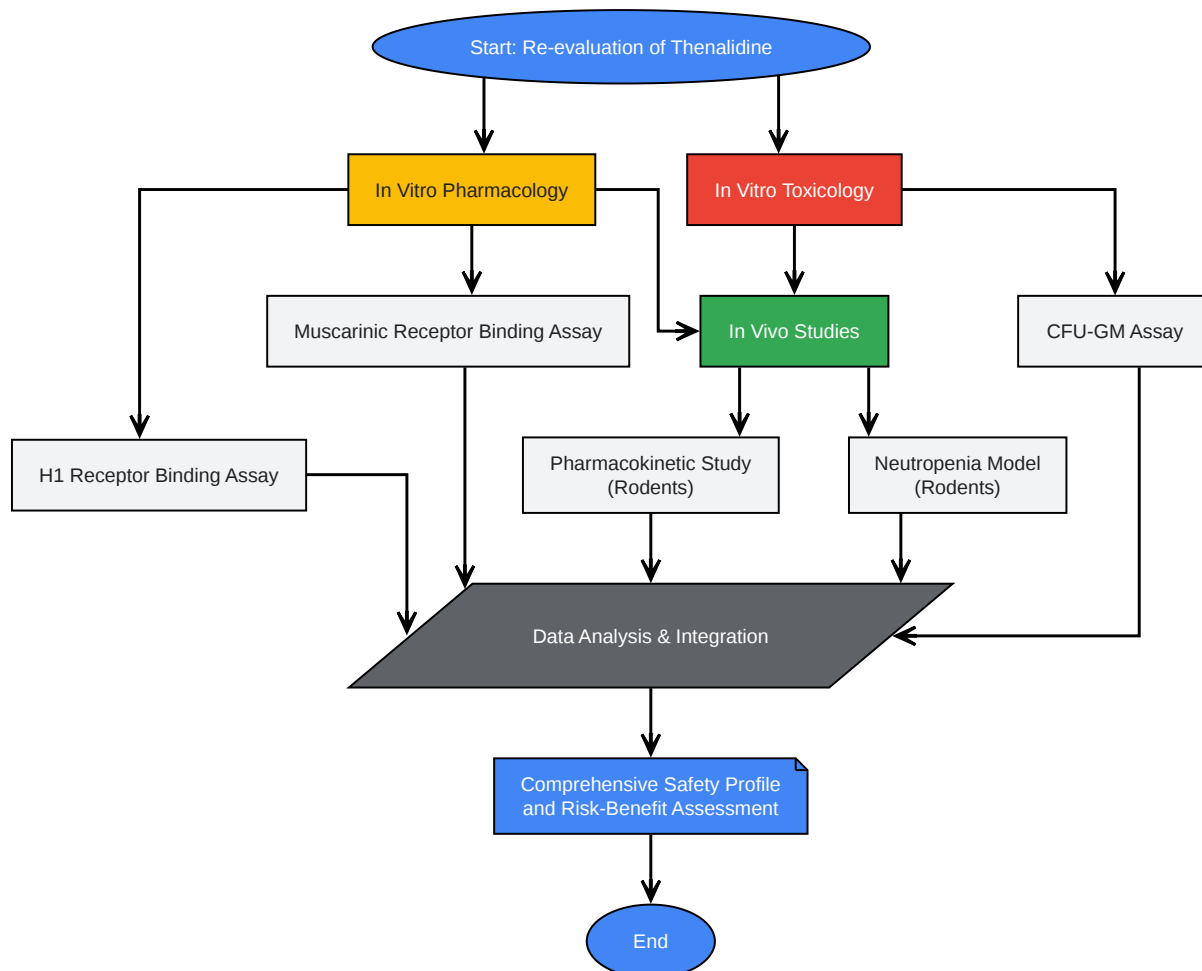 Start: Re-evaluation of Thenalidine
In Vitro Pharmacology
In Vitro Toxicology
Muscarinic Receptor Binding Assay
In Vivo Studies
CFU-GM Assay
H1 Receptor Binding Assay
Pharmacokinetic Study
(Rodents)
Neutropenia Model
(Rodents)
Data Analysis & Integration
Comprehensive Safety Profile
and Risk-Benefit Assessment
End